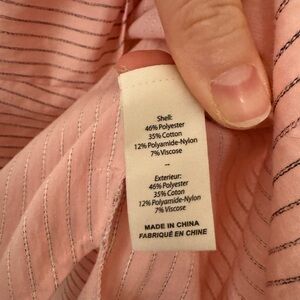 Shell:
46% Polyester
35% Cotton
12% Polyamide-Nylon
7% Viscose
--
Exterieur:
46% Polyester
35% Coton
12% Polyamide-Nylon
7% Viscose
MADE IN CHINA
FABRIQUÉ EN CHINE